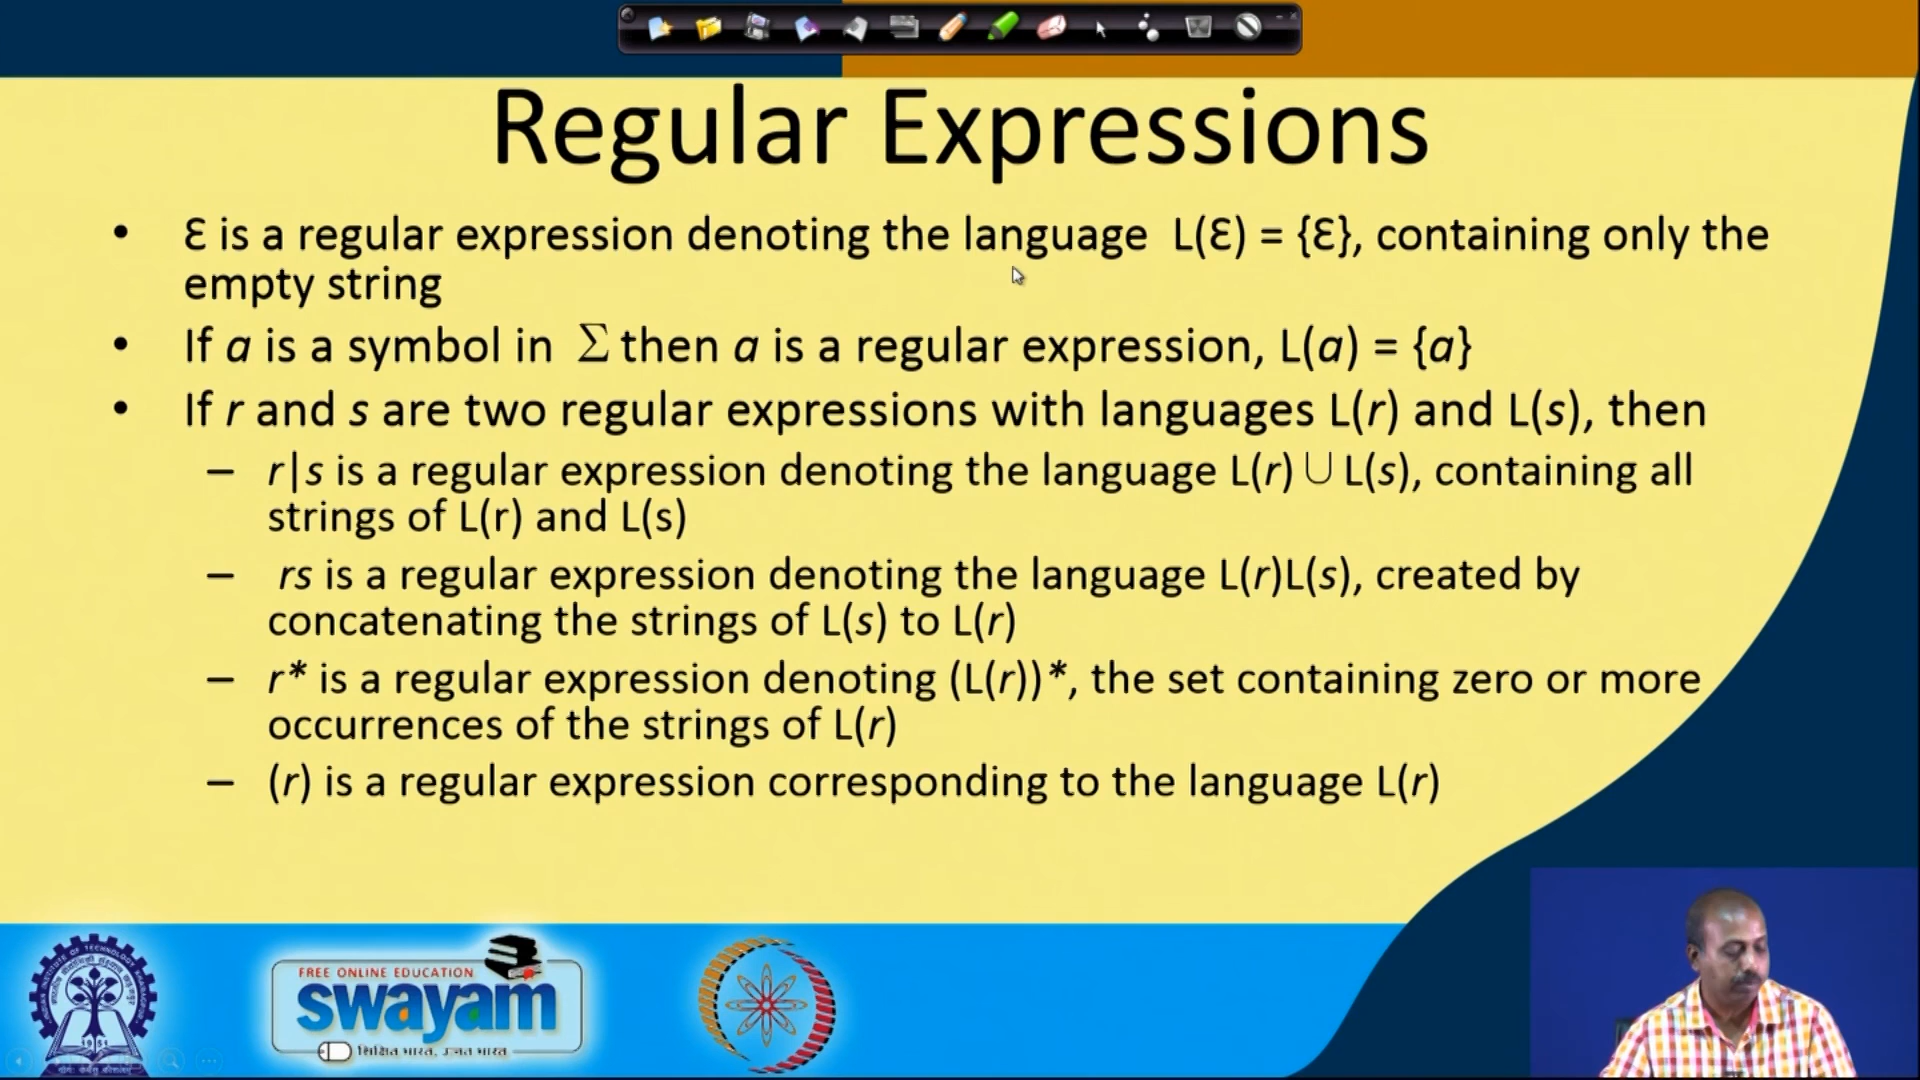 Regular Expressions
• Ɛ is a regular expression denoting the language L(Ɛ) = {Ɛ}, containing only the
empty string
• If a is a symbol in Σ then a is a regular expression, L(a) = {a}
• If r and s are two regular expressions with languages L(r) and L(s), then
– r|s is a regular expression denoting the language L(r) ∪ L(s), containing all
strings of L(r) and L(s)
– rs is a regular expression denoting the language L(r)L(s), created by
concatenating the strings of L(s) to L(r)
– r* is a regular expression denoting (L(r))*, the set containing zero or more
occurrences of the strings of L(r)
– (r) is a regular expression corresponding to the language L(r)
FREE ONLINE EDUCATION
swayam
शिक्षित भारत, उन्नत भारत
1951